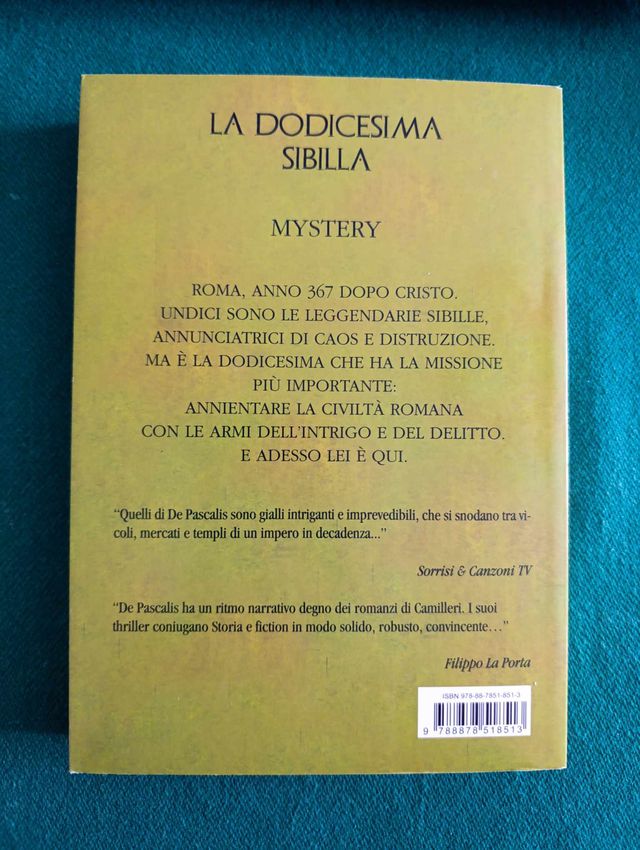 LA DODICESIMA
SIBILLA
MYSTERY
ROMA, ANNO 367 DOPO CRISTO.
UNDICI SONO LE LEGGENDARIE SIBILLE,
ANNUNCIATRICI DI CAOS E DISTRUZIONE.
MA È LA DODICESIMA CHE HA LA MISSIONE
PIÙ IMPORTANTE:
ANNIENTARE LA CIVILTÀ ROMANA
CON LE ARMI DELL'INTRIGO E DEL DELITTO.
E ADESSO LEI È QUI.
“Quelli di De Pascalis sono gialli intriganti e imprevedibili, che si snodano tra vi-
coli, mercati e templi di un impero in decadenza...”
Sorrisi & Canzoni TV
“De Pascalis ha un ritmo narrativo degno dei romanzi di Camilleri. I suoi
thriller coniugano Storia e fiction in modo solido, robusto, convincente…”
Filippo La Porta
ISBN 978-88-7851-851-3
9 788878 518513